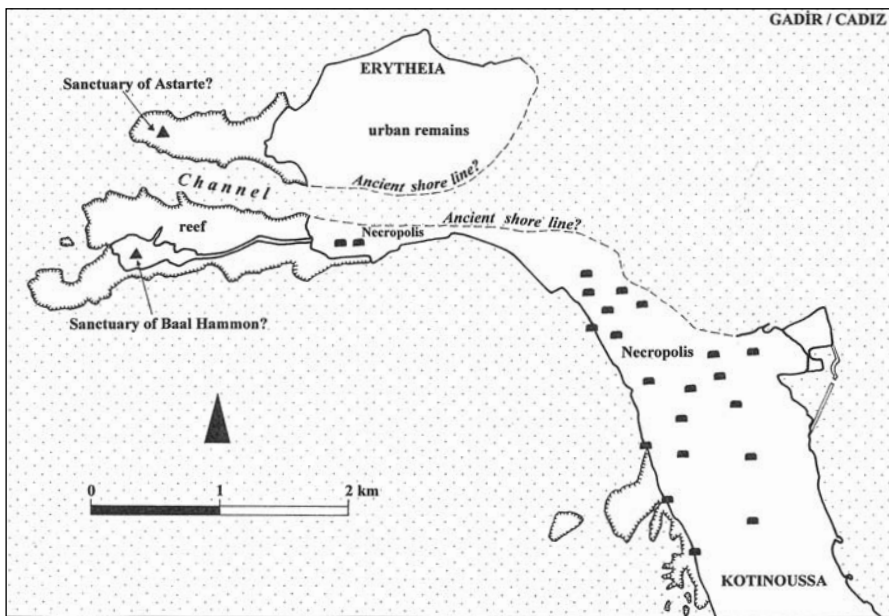 GADÌR / CADIZ
ERYTHEIA
Sanctuary of Astarte?
urban remains
Channel
Ancient shore line?
reef
Necropolis
Ancient shore line?
Sanctuary of Baal Hammon?
Necropolis
0 1 2 km
KOTINOUSSA